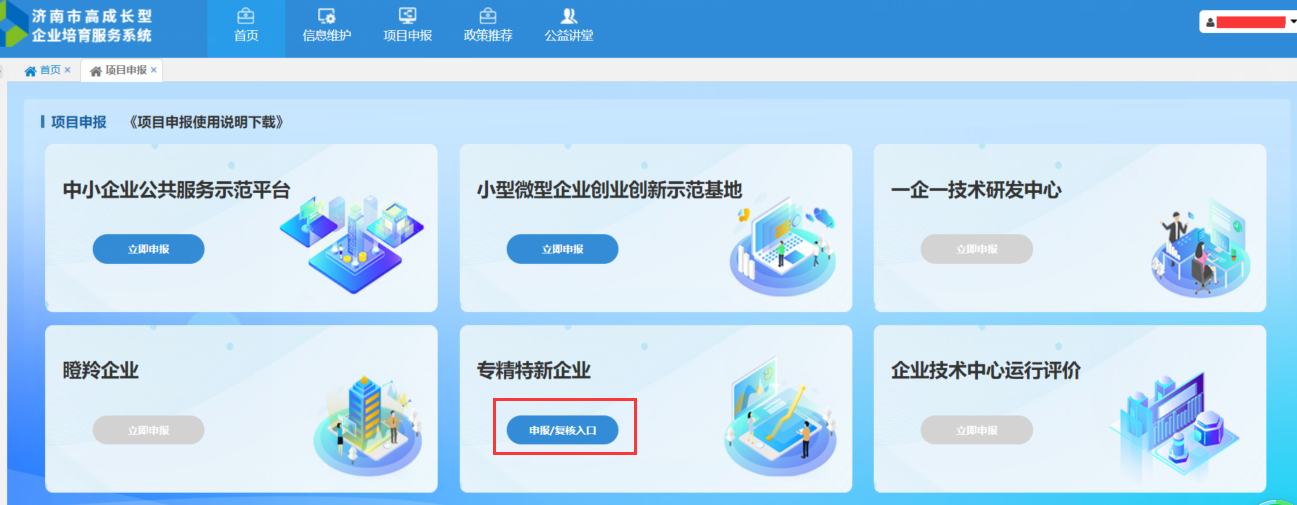 济南市高成长型
企业培育服务系统
首页
信息维护
项目申报
政策推荐
公益讲堂
首页 ×
项目申报 ×
项目申报 《项目申报使用说明下载》
中小企业公共服务示范平台
立即申报
小型微型企业创业创新示范基地
立即申报
一企一技术研发中心
立即申报
瞪羚企业
立即申报
专精特新企业
申报/复核入口
企业技术中心运行评价
立即申报